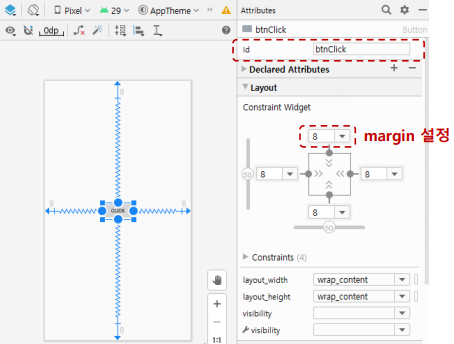 Pixel 29 AppTheme Attributes
0dp btnClick Button
id btnClick
Declared Attributes
Layout
Constraint Widget
8 margin 설정
50 8 8
8
50
8
8 8
CLICK
8
Constraints (4)
layout_width wrap_content
layout_height wrap_content
visibility
visibility
1:1